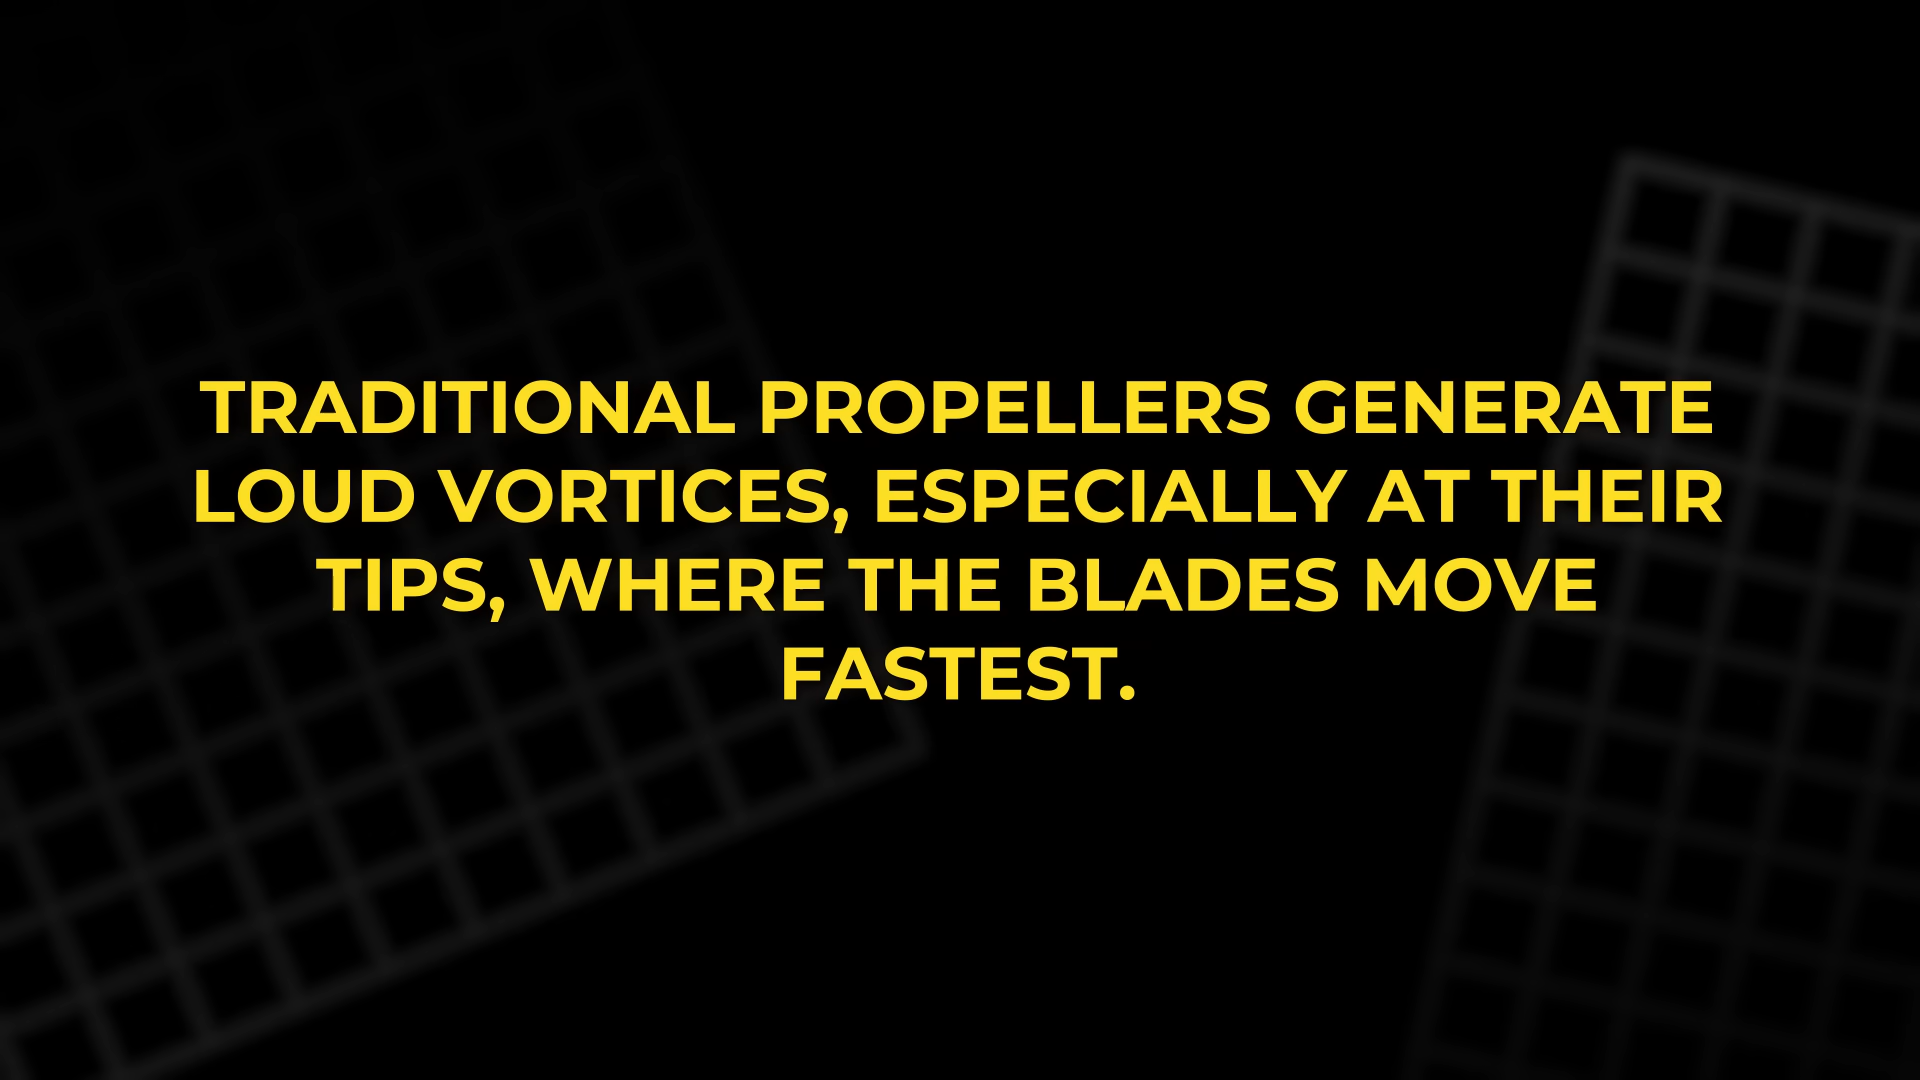 TRADITIONAL PROPELLERS GENERATE
LOUD VORTICES, ESPECIALLY AT THEIR
TIPS, WHERE THE BLADES MOVE
FASTEST.